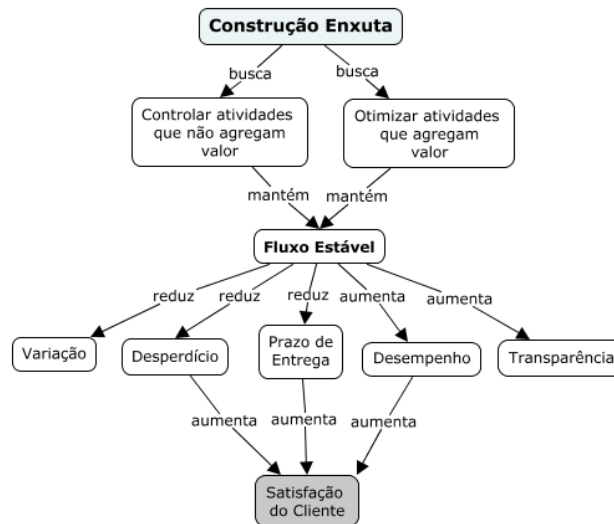 Construção Enxuta
busca
busca
Controlar atividades
que não agregam
valor
Otimizar atividades
que agregam
valor
mantém
mantém
Fluxo Estável
reduz
reduz
reduz
aumenta
aumenta
Variação
Desperdício
Prazo de
Entrega
Desempenho
Transparência
aumenta
aumenta
aumenta
Satisfação
do Cliente